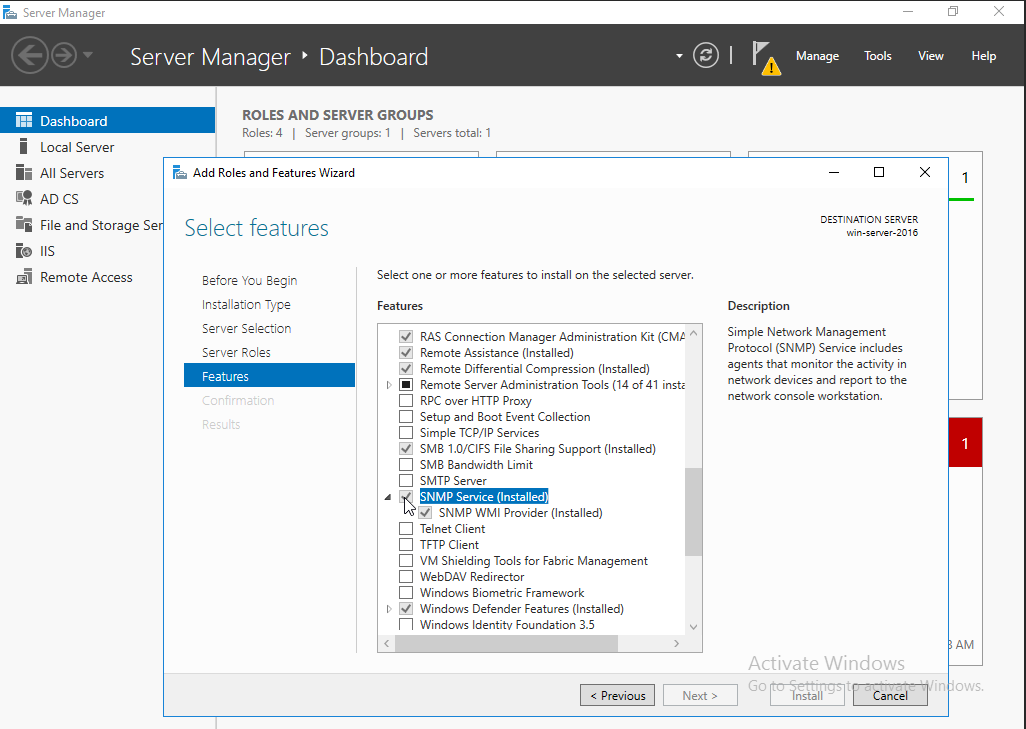 Server Manager
Server Manager ‣ Dashboard
Manage
Tools
View
Help
Dashboard
Local Server
All Servers
AD CS
File and Storage Ser
IIS
Remote Access
ROLES AND SERVER GROUPS
Roles: 4 | Server groups: 1 | Servers total: 1
1
1
Add Roles and Features Wizard
Select features
DESTINATION SERVER
win-server-2016
Before You Begin
Installation Type
Server Selection
Server Roles
Features
Confirmation
Results
Select one or more features to install on the selected server.
Features
RAS Connection Manager Administration Kit (CMA
Remote Assistance (Installed)
Remote Differential Compression (Installed)
Remote Server Administration Tools (14 of 41 insta
RPC over HTTP Proxy
Setup and Boot Event Collection
Simple TCP/IP Services
SMB 1.0/CIFS File Sharing Support (Installed)
SMB Bandwidth Limit
SMTP Server
SNMP Service (Installed)
SNMP WMI Provider (Installed)
Telnet Client
TFTP Client
VM Shielding Tools for Fabric Management
WebDAV Redirector
Windows Biometric Framework
Windows Defender Features (Installed)
Windows Identity Foundation 3.5
Description
Simple Network Management
Protocol (SNMP) Service includes
agents that monitor the activity in
network devices and report to the
network console workstation.
AM
Activate Windows
Go to Settings to activate Windows.
< Previous
Next >
Install
Cancel